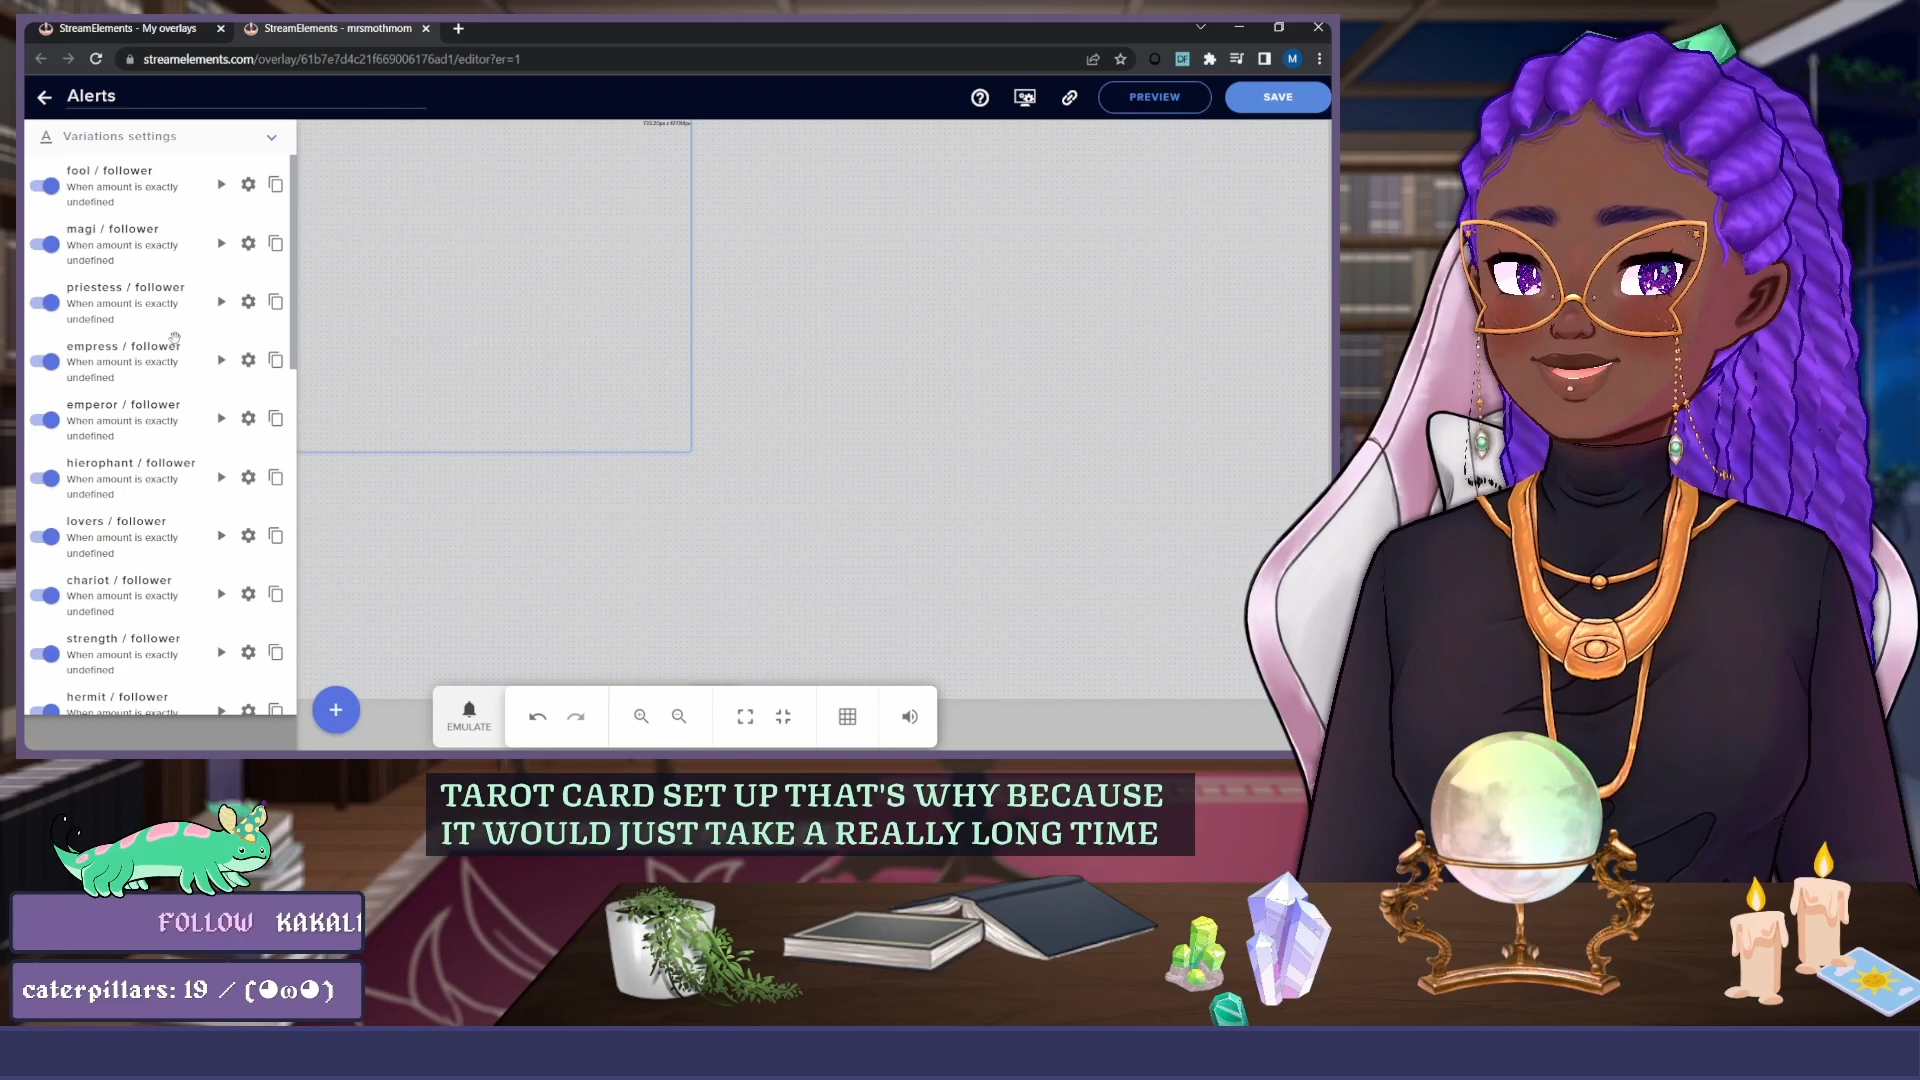 StreamElements - My overlays
StreamElements - mrsmothmom
streamelements.com/overlay/61b7e7d4c21f669006176ad1/editor?er=1
DF
M
Alerts
PREVIEW
SAVE
A Variations settings
fool / follower
When amount is exactly
undefined
magi / follower
When amount is exactly
undefined
priestess / follower
When amount is exactly
undefined
empress / follower
When amount is exactly
undefined
emperor / follower
When amount is exactly
undefined
hierophant / follower
When amount is exactly
undefined
lovers / follower
When amount is exactly
undefined
chariot / follower
When amount is exactly
undefined
strength / follower
When amount is exactly
undefined
hermit / follower
When amount is exactly
EMULATE
TAROT CARD SET UP THAT'S WHY BECAUSE
IT WOULD JUST TAKE A REALLY LONG TIME
FOLLOW
caterpillars: 19 / (◕ω◕)